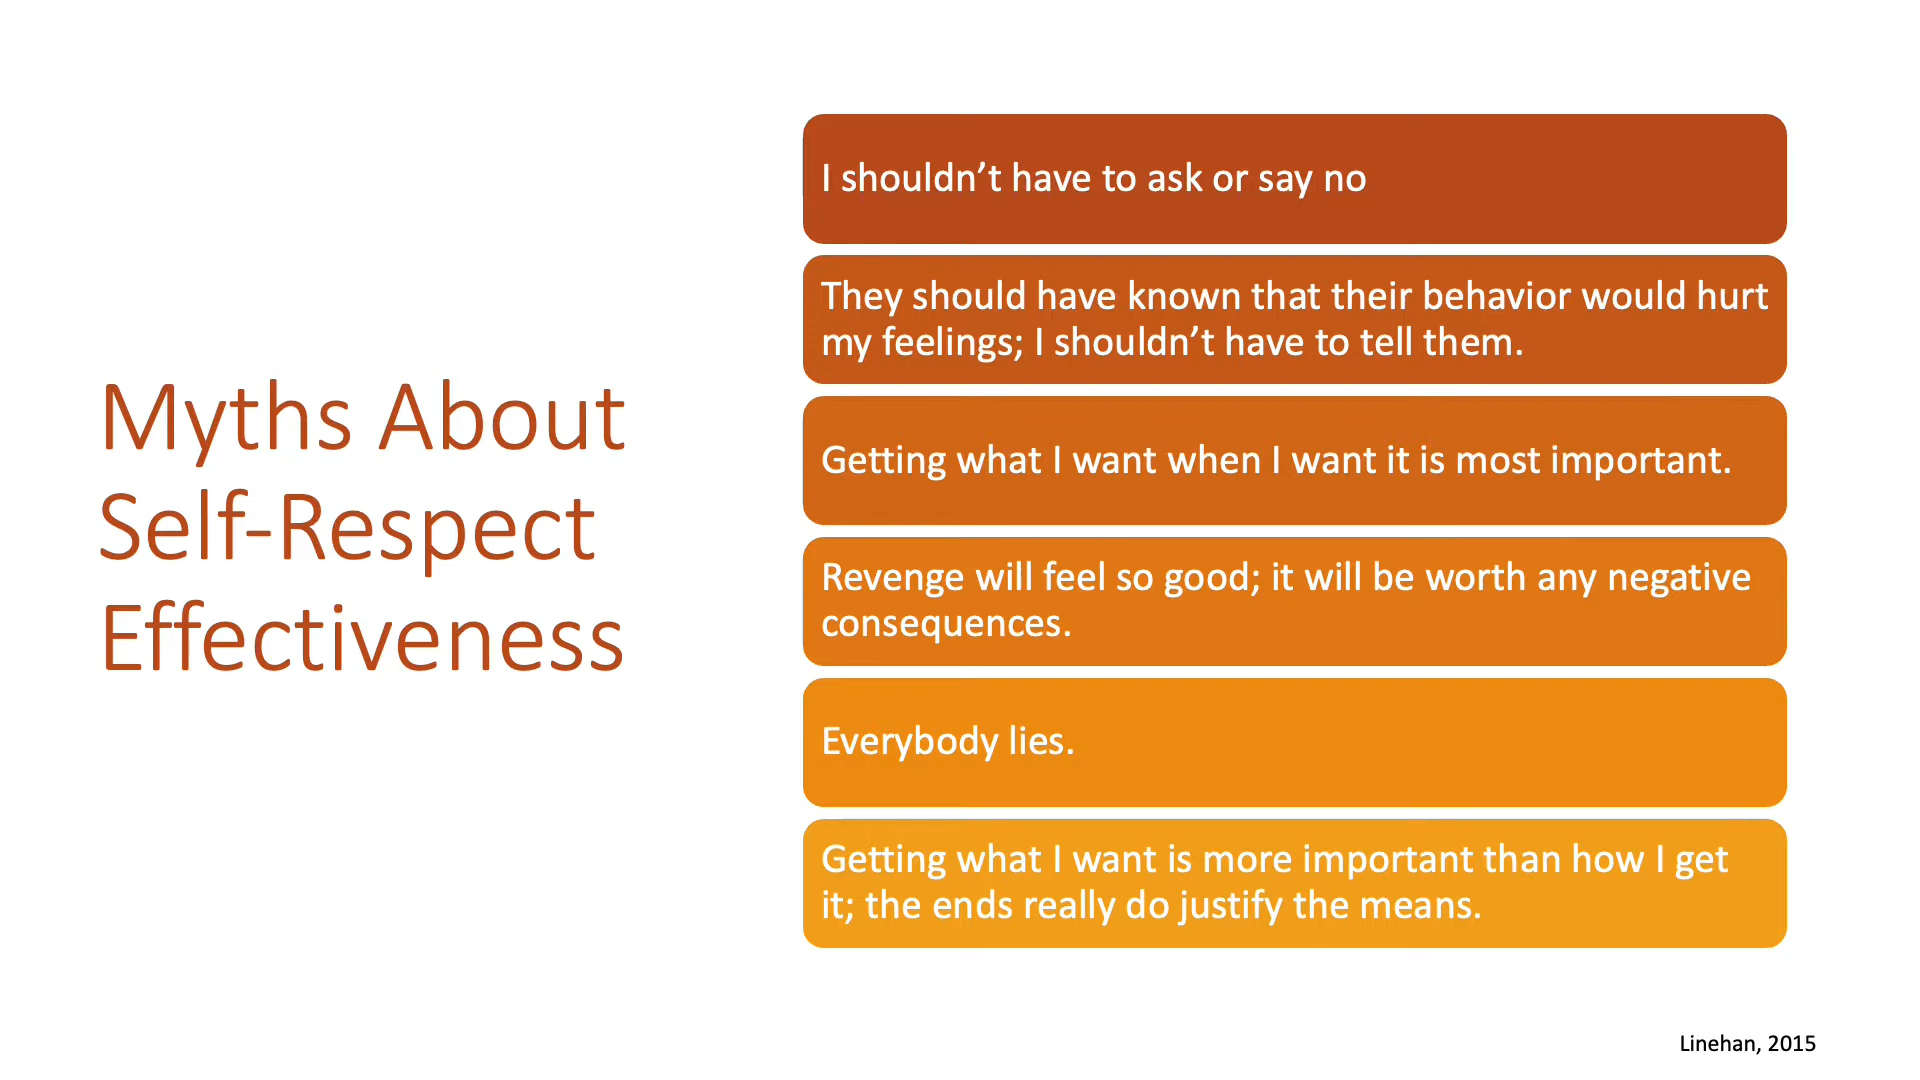 Myths About
Self-Respect
Effectiveness
I shouldn’t have to ask or say no
They should have known that their behavior would hurt
my feelings; I shouldn’t have to tell them.
Getting what I want when I want it is most important.
Revenge will feel so good; it will be worth any negative
consequences.
Everybody lies.
Getting what I want is more important than how I get
it; the ends really do justify the means.
Linehan, 2015